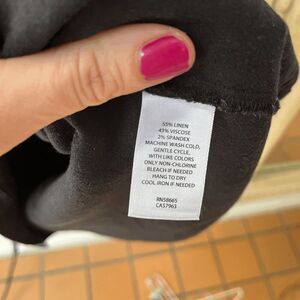 55% LINEN
43% VISCOSE
2% SPANDEX
MACHINE WASH COLD,
GENTLE CYCLE,
WITH LIKE COLORS
ONLY NON-CHLORINE
BLEACH IF NEEDED
HANG TO DRY
COOL IRON IF NEEDED
RN58665
CA57963